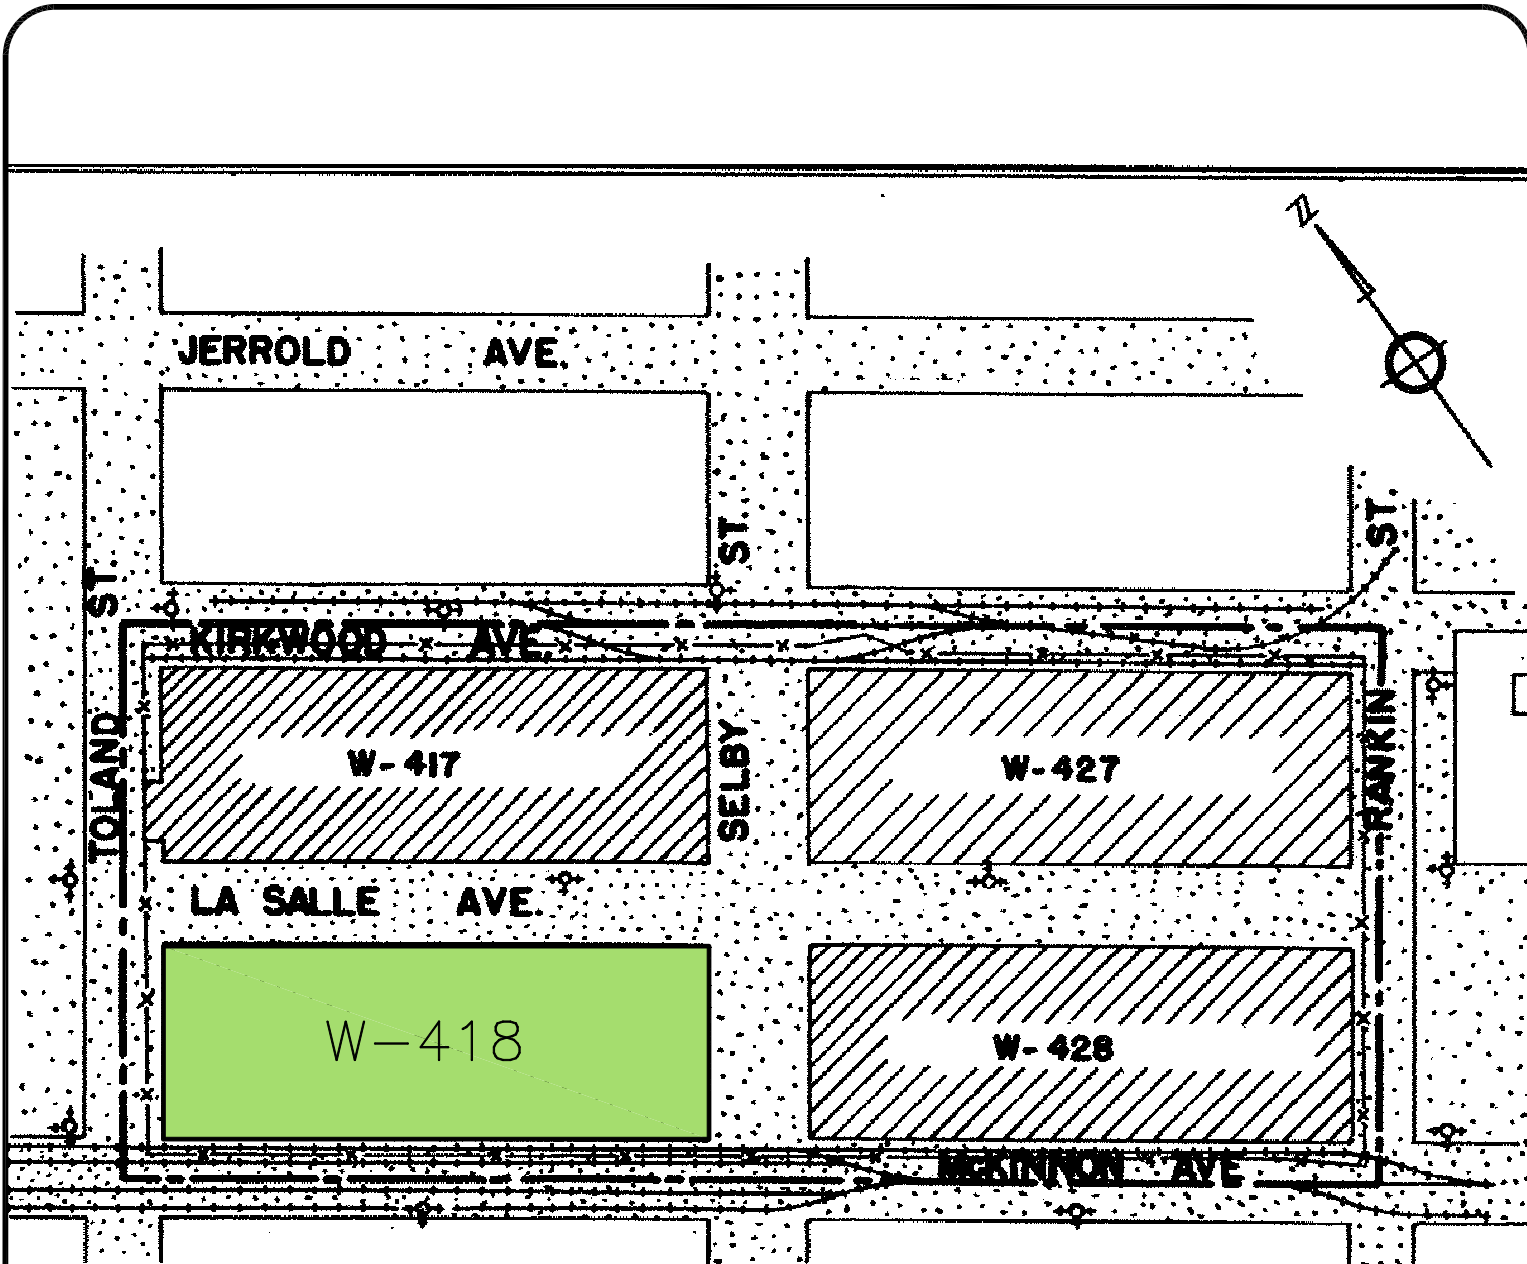 N
JERROLD AVE.
TOLAND ST.
SELBY ST.
RANKIN ST.
KIRKWOOD AVE.
W-417
W-427
LA SALLE AVE.
W-418
W-428
McKINNON AVE